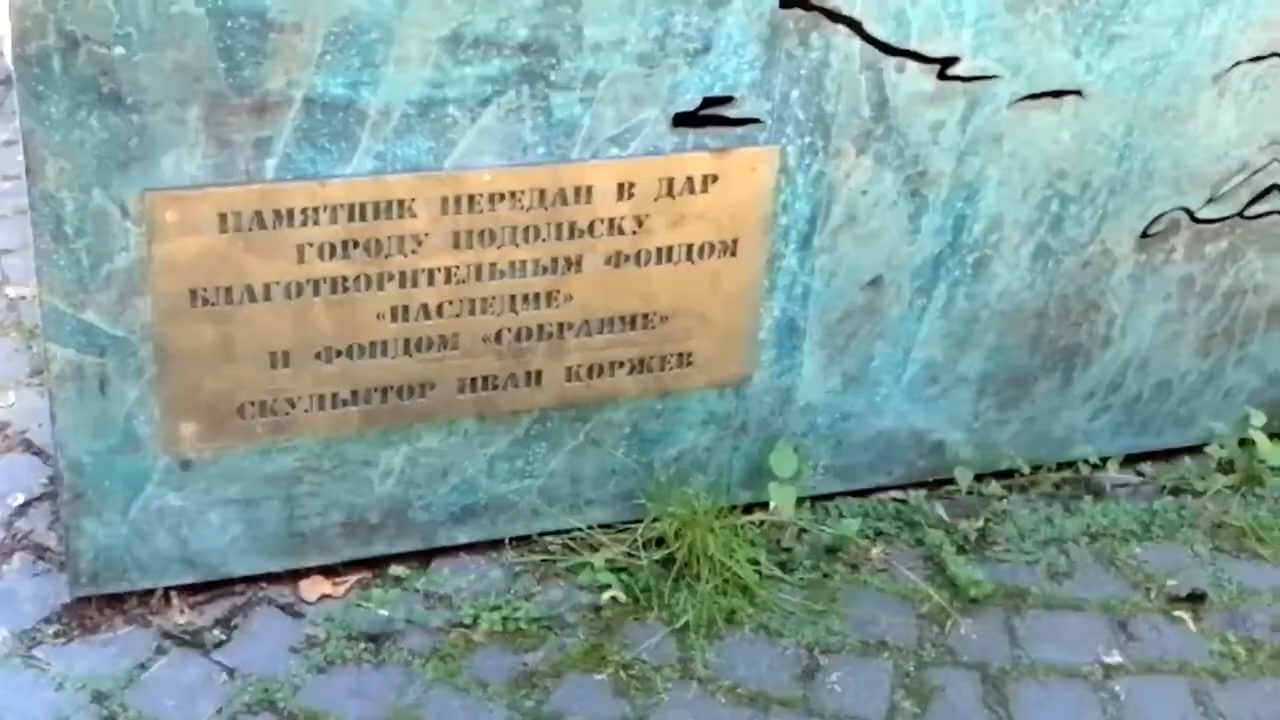 ПАМЯТНИК ПЕРЕДАН В ДАР
ГОРОДУ ПОДОЛЬСКУ
БЛАГОТВОРИТЕЛЬНЫМ ФОНДОМ
«НАСЛЕДИЕ»
И ФОНДОМ «СОБРАНИЕ»
СКУЛЬПТОР ИВАН КОРЖЕВ